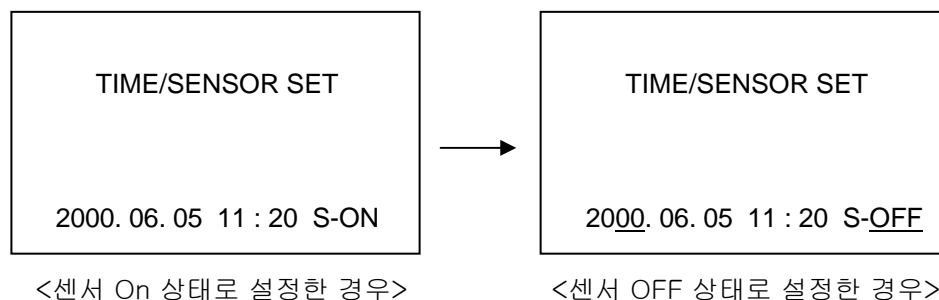 TIME/SENSOR SET
2000. 06. 05 11 : 20 S-ON
<센서 On 상태로 설정한 경우>
TIME/SENSOR SET
2000. 06. 05 11 : 20 S-OFF
<센서 OFF 상태로 설정한 경우>